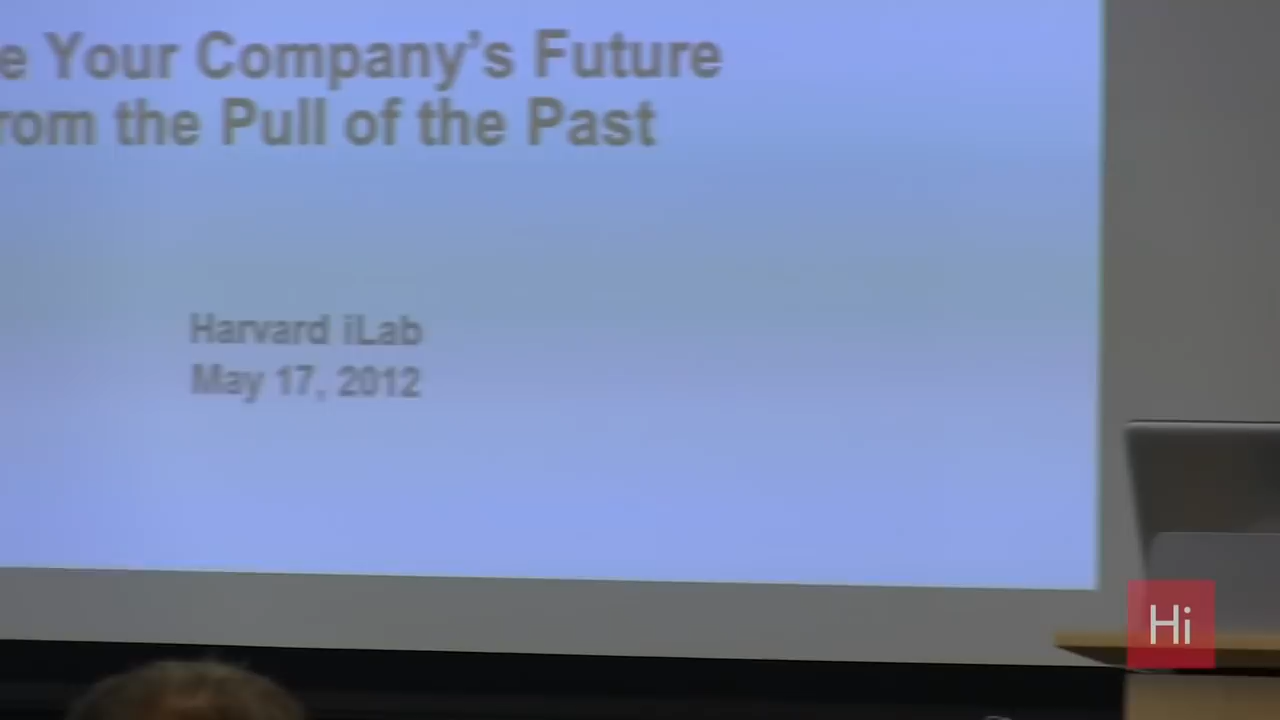 e Your Company's Future
rom the Pull of the Past
Harvard iLab
May 17, 2012
Hi